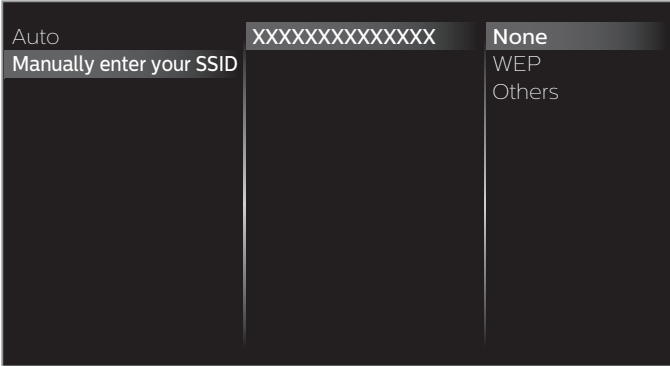 Auto
Manually enter your SSID
XXXXXXXXXXXXXX
None
WEP
Others